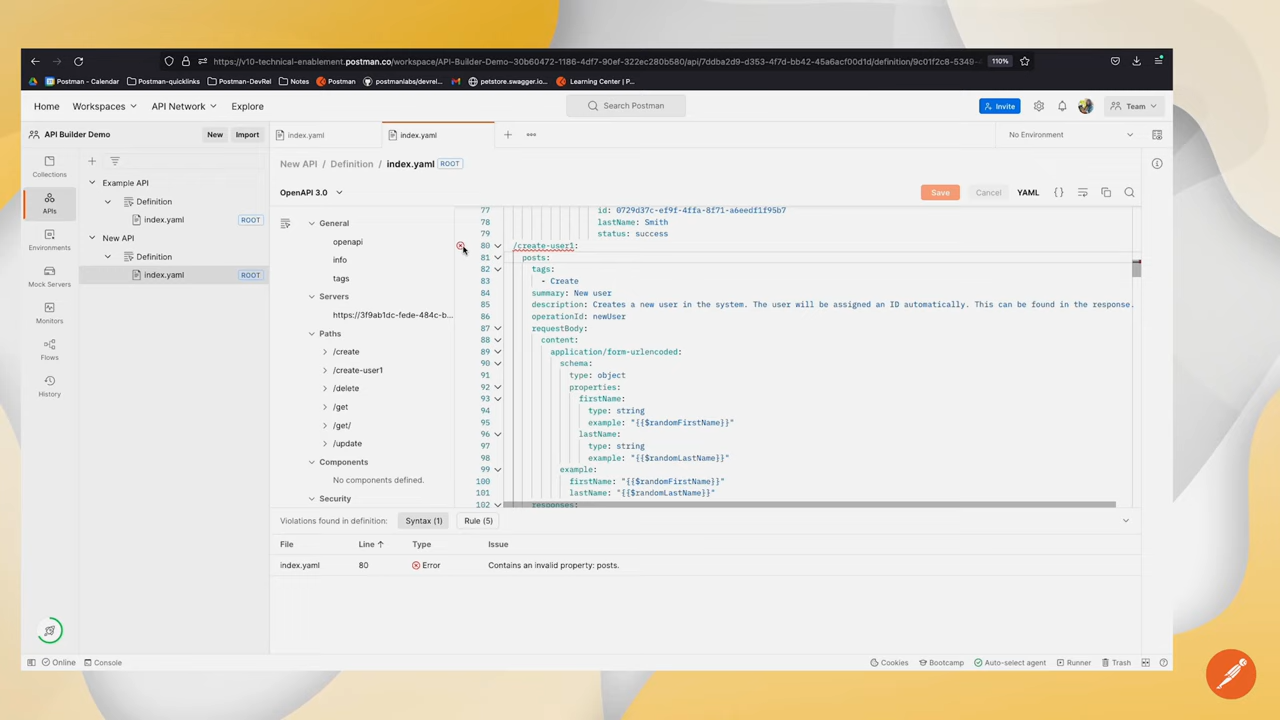 https://v10-technical-enablement.postman.co/workspace/API-Builder-Demo-30b60472-1186-4df7-90ef-322ec280b580/api/7ddba2d9-d353-4f7d-bb42-45a6acf00d1d/definition/9c01f2c8-5349-
110%
Postman - Calendar
Postman-quicklinks
Postman-DevRel
Notes
Postman
postmanlabs/devrel...
petstore.swagger.io...
Learning Center | P...
Home
Workspaces
API Network
Explore
Search Postman
Invite
Team
API Builder Demo
New
Import
index.yaml
index.yaml
No Environment
Collections
APIs
Environments
Mock Servers
Monitors
Flows
History
Example API
Definition
index.yaml ROOT
New API
Definition
index.yaml ROOT
New API / Definition / index.yaml ROOT
OpenAPI 3.0
Save
Cancel
YAML
General
openapi
info
tags
Servers
https://3f9ab1dc-fede-484c-b...
Paths
/create
/create-user1
/delete
/get
/get/
/update
Components
No components defined.
Security
77 id: 0729d37c-ef9f-4ffa-8f71-a6eedf1f95b7
78 lastName: Smith
79 status: success
80 /create-user1:
81 posts:
82 tags:
83 - Create
84 summary: New user
85 description: Creates a new user in the system. The user will be assigned an ID automatically. This can be found in the response.
86 operationId: newUser
87 requestBody:
88 content:
89 application/form-urlencoded:
90 schema:
91 type: object
92 properties:
93 firstName:
94 type: string
95 example: "{{$randomFirstName}}"
96 lastName:
97 type: string
98 example: "{{$randomLastName}}"
99 example:
100 firstName: "{{$randomFirstName}}"
101 lastName: "{{$randomLastName}}"
102 responses:
Violations found in definition: Syntax (1) Rule (5)
File Line Type Issue
index.yaml 80 Error Contains an invalid property: posts.
Online
Console
Cookies
Bootcamp
Auto-select agent
Runner
Trash